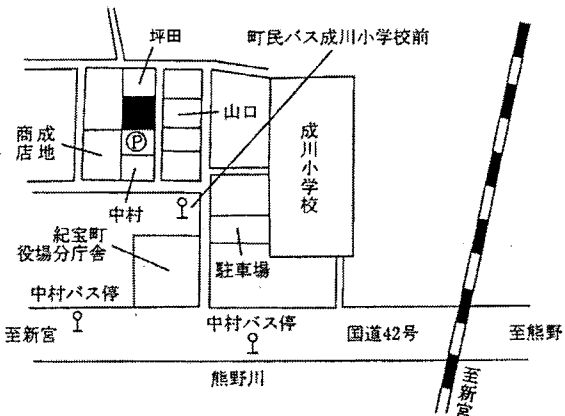 坪田
町民バス成川小学校前
山口
Ⓟ
商店
成地
成川小学校
中村
紀宝町
役場分庁舎
駐車場
中村バス停
中村バス停
至新宮
国道42号
至熊野
熊野川
至新宮